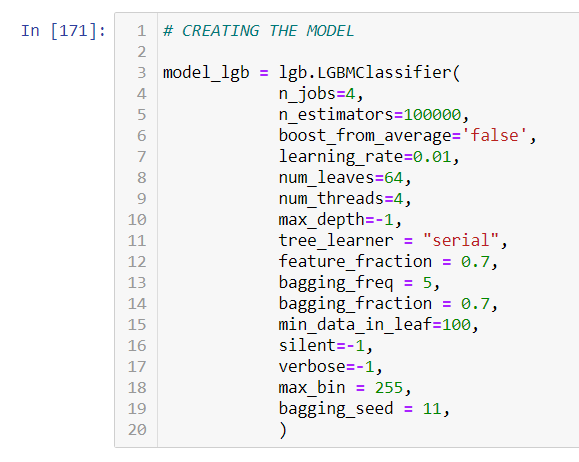 In [171]:
1 # CREATING THE MODEL
2
3 model_lgb = lgb.LGBMClassifier(
4 n_jobs=4,
5 n_estimators=100000,
6 boost_from_average='false',
7 learning_rate=0.01,
8 num_leaves=64,
9 num_threads=4,
10 max_depth=-1,
11 tree_learner = "serial",
12 feature_fraction = 0.7,
13 bagging_freq = 5,
14 bagging_fraction = 0.7,
15 min_data_in_leaf=100,
16 silent=-1,
17 verbose=-1,
18 max_bin = 255,
19 bagging_seed = 11,
20 )